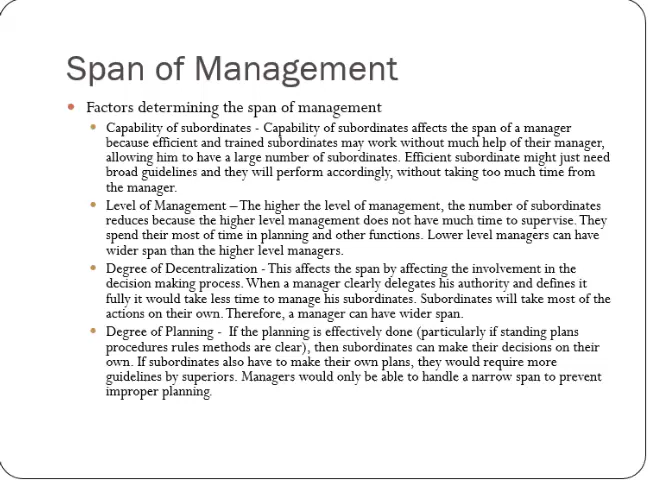 Span of Management
Factors determining the span of management
Capability of subordinates - Capability of subordinates affects the span of a manager
because efficient and trained subordinates may work without much help of their manager,
allowing him to have a large number of subordinates. Efficient subordinate might just need
broad guidelines and they will perform accordingly, without taking too much time from
the manager.
Level of Management – The higher the level of management, the number of subordinates
reduces because the higher level management does not have much time to supervise. They
spend their most of time in planning and other functions. Lower level managers can have
wider span than the higher level managers.
Degree of Decentralization - This affects the span by affecting the involvement in the
decision making process. When a manager clearly delegates his authority and defines it
fully it would take less time to manage his subordinates. Subordinates will take most of the
actions on their own. Therefore, a manager can have wider span.
Degree of Planning - If the planning is effectively done (particularly if standing plans
procedures rules methods are clear), then subordinates can make their decisions on their
own. If subordinates also have to make their own plans, they would require more
guidelines by superiors. Managers would only be able to handle a narrow span to prevent
improper planning.